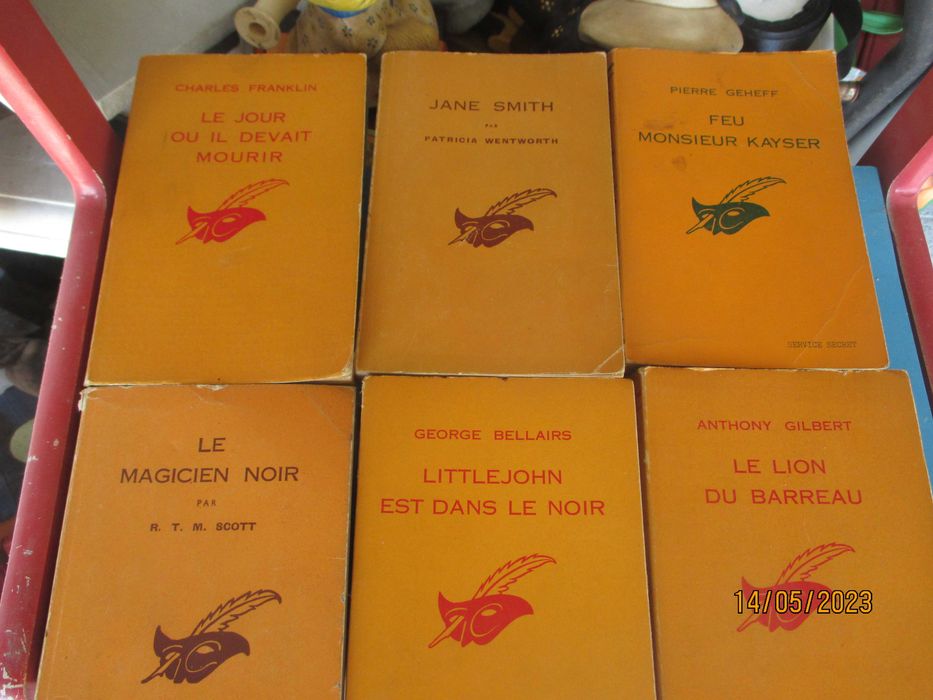 CHARLES FRANKLIN
LE JOUR
OU IL DEVAIT
MOURIR
JANE SMITH
PAR
PATRICIA WENTWORTH
PIERRE GEHEFF
FEU
MONSIEUR KAYSER
SERVICE SECRET
LE
MAGICIEN NOIR
PAR
R. T. M. SCOTT
GEORGE BELLAIRS
LITTLEJOHN
EST DANS LE NOIR
ANTHONY GILBERT
LE LION
DU BARREAU
14/05/2023